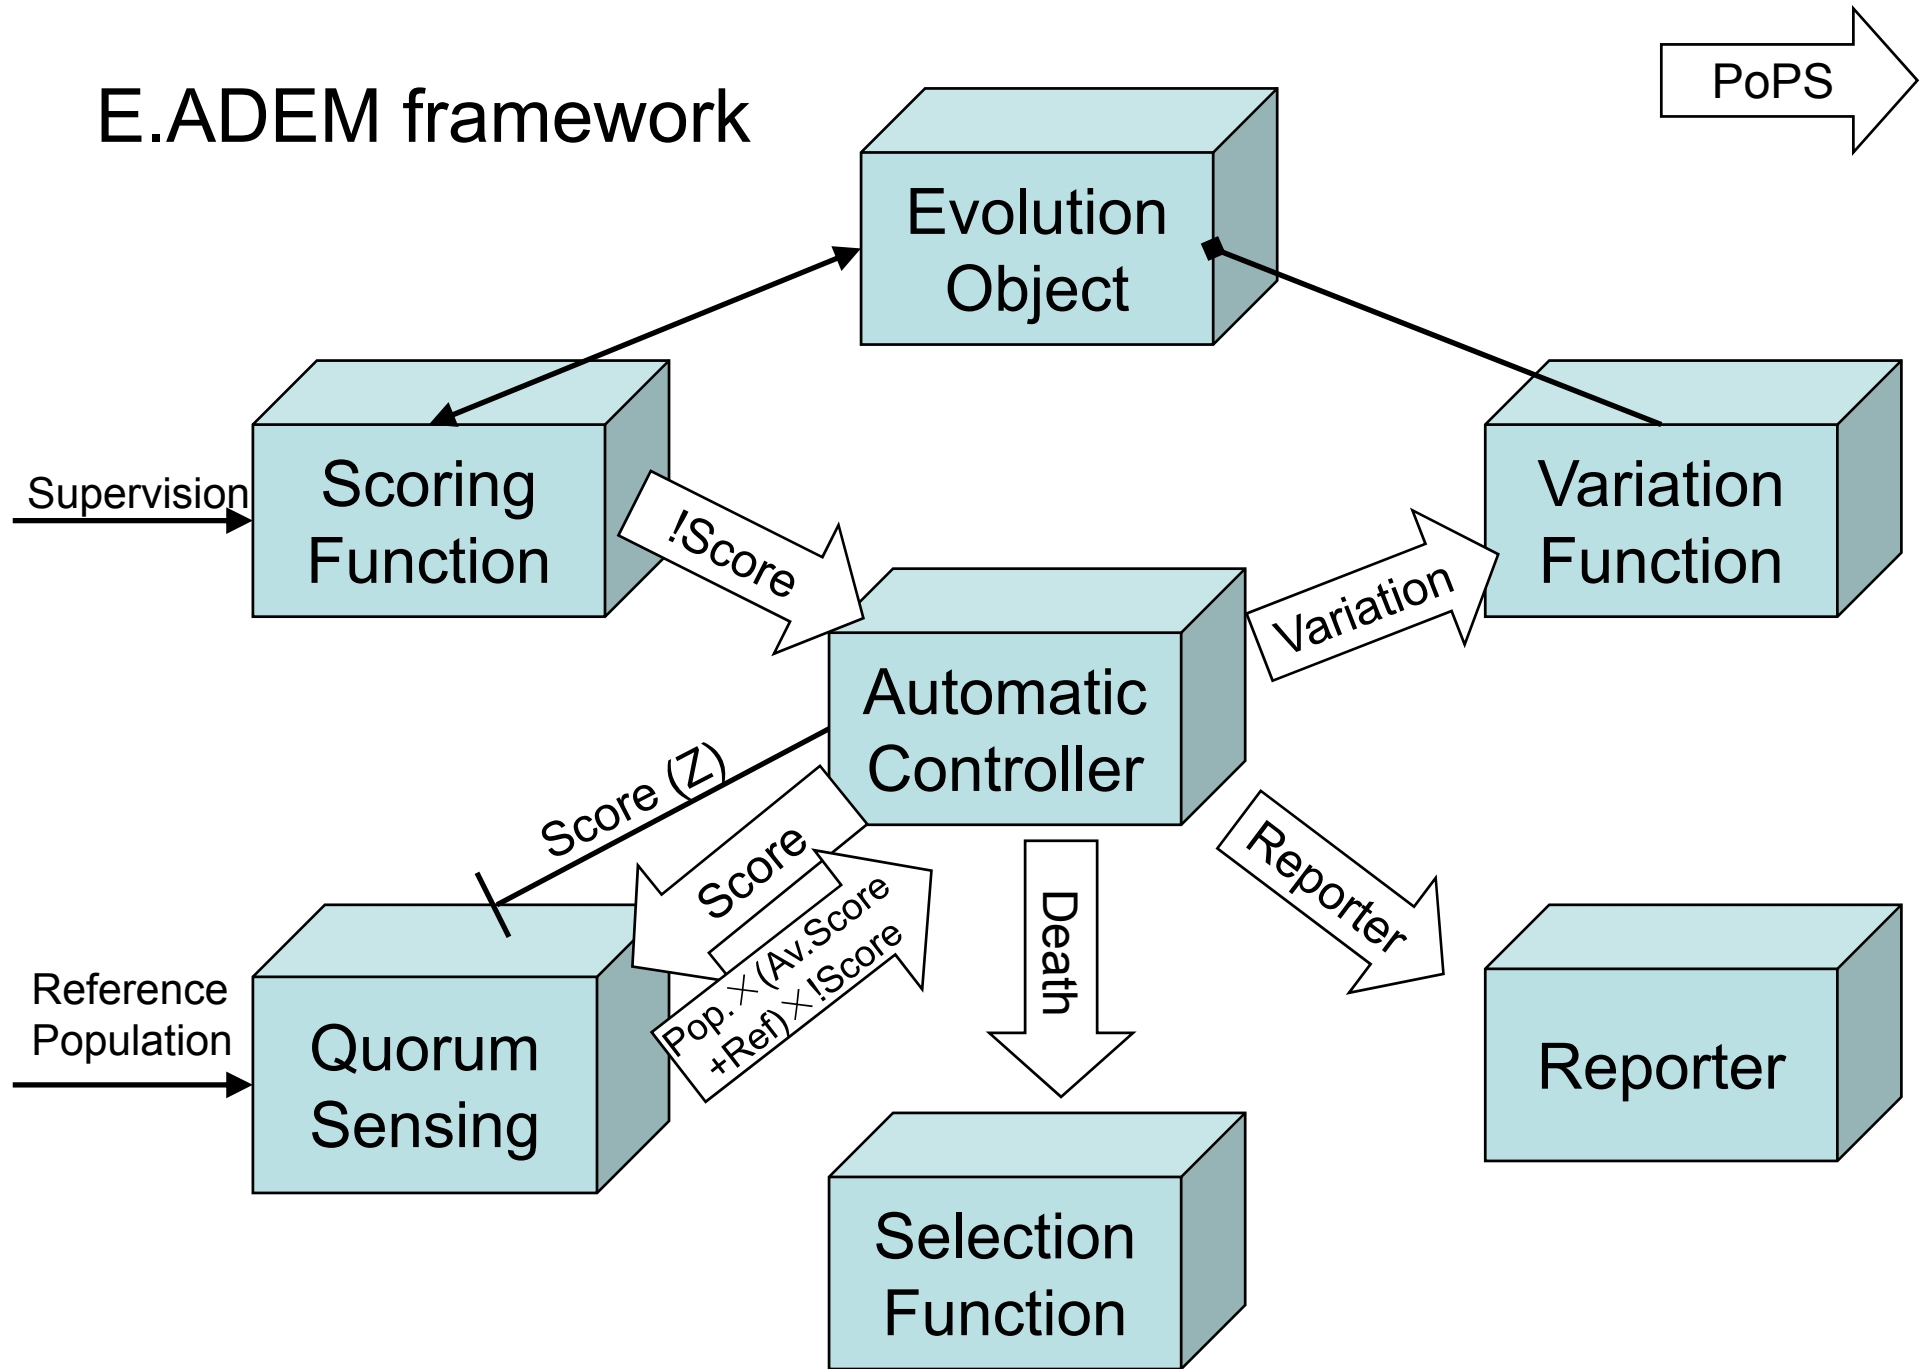 E.ADEM framework
PoPS
Evolution
Object
Supervision
Scoring
Function
!Score
Variation
Variation
Function
Automatic
Controller
Score (Z)
Score
Pop.×(Av.Score
+Ref)×!Score
Death
Reporter
Reference
Population
Quorum
Sensing
Reporter
Selection
Function